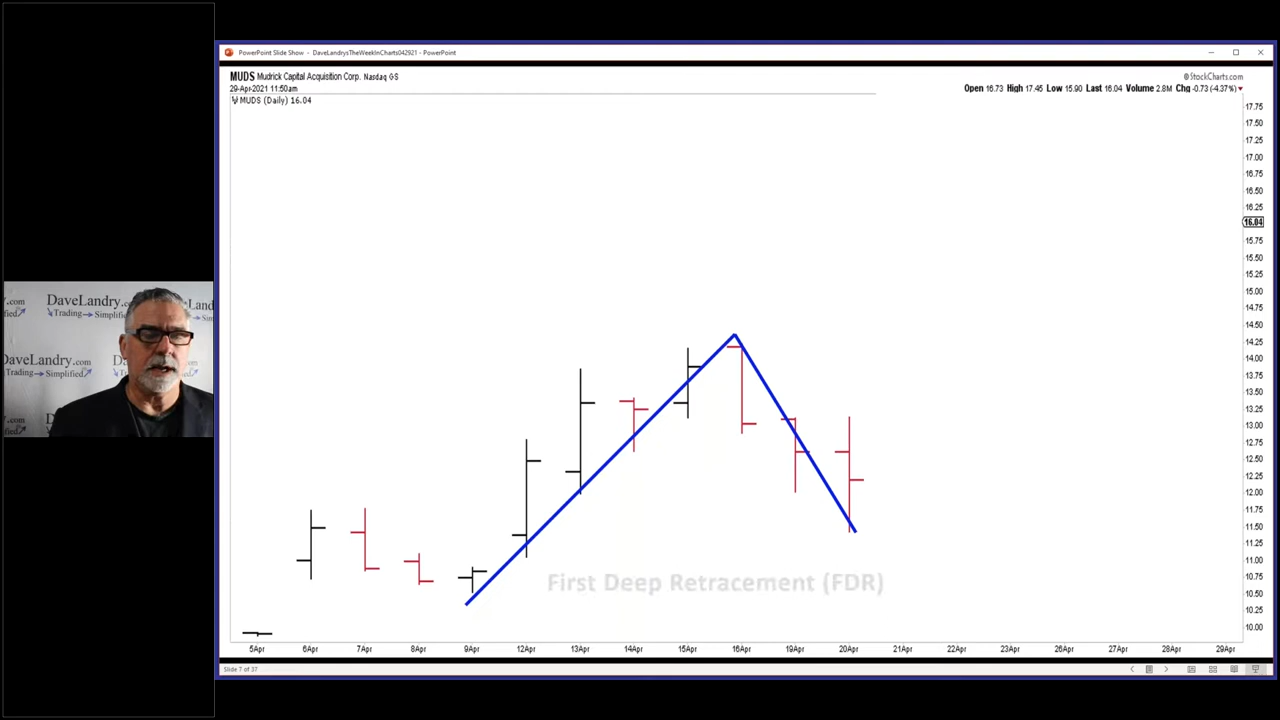 PowerPoint Slide Show - DaveLandrysTheWeekInCharts042921 - PowerPoint
MUDS Mudrick Capital Acquisition Corp. Nasdaq GS
© StockCharts.com
29-Apr-2021 11:50am
Open 16.73 High 17.45 Low 15.90 Last 16.04 Volume 2.8M Chg -0.73 (-4.37%)
MUDS (Daily) 16.04
17.75
17.50
17.25
17.00
16.75
16.50
16.25
16.04
15.75
15.50
15.25
15.00
14.75
14.50
14.25
14.00
13.75
13.50
13.25
13.00
12.75
12.50
12.25
12.00
11.75
11.50
11.25
11.00
10.75
10.50
10.25
10.00
First Deep Retracement (FDR)
5Apr 6Apr 7Apr 8Apr 9Apr 12Apr 13Apr 14Apr 15Apr 16Apr 19Apr 20Apr 21Apr 22Apr 23Apr 26Apr 27Apr 28Apr 29Apr
Slide 7 of 37
.com DaveLandry.c Land
Trading Simplified
DaveLandry.com
Trading Simplified